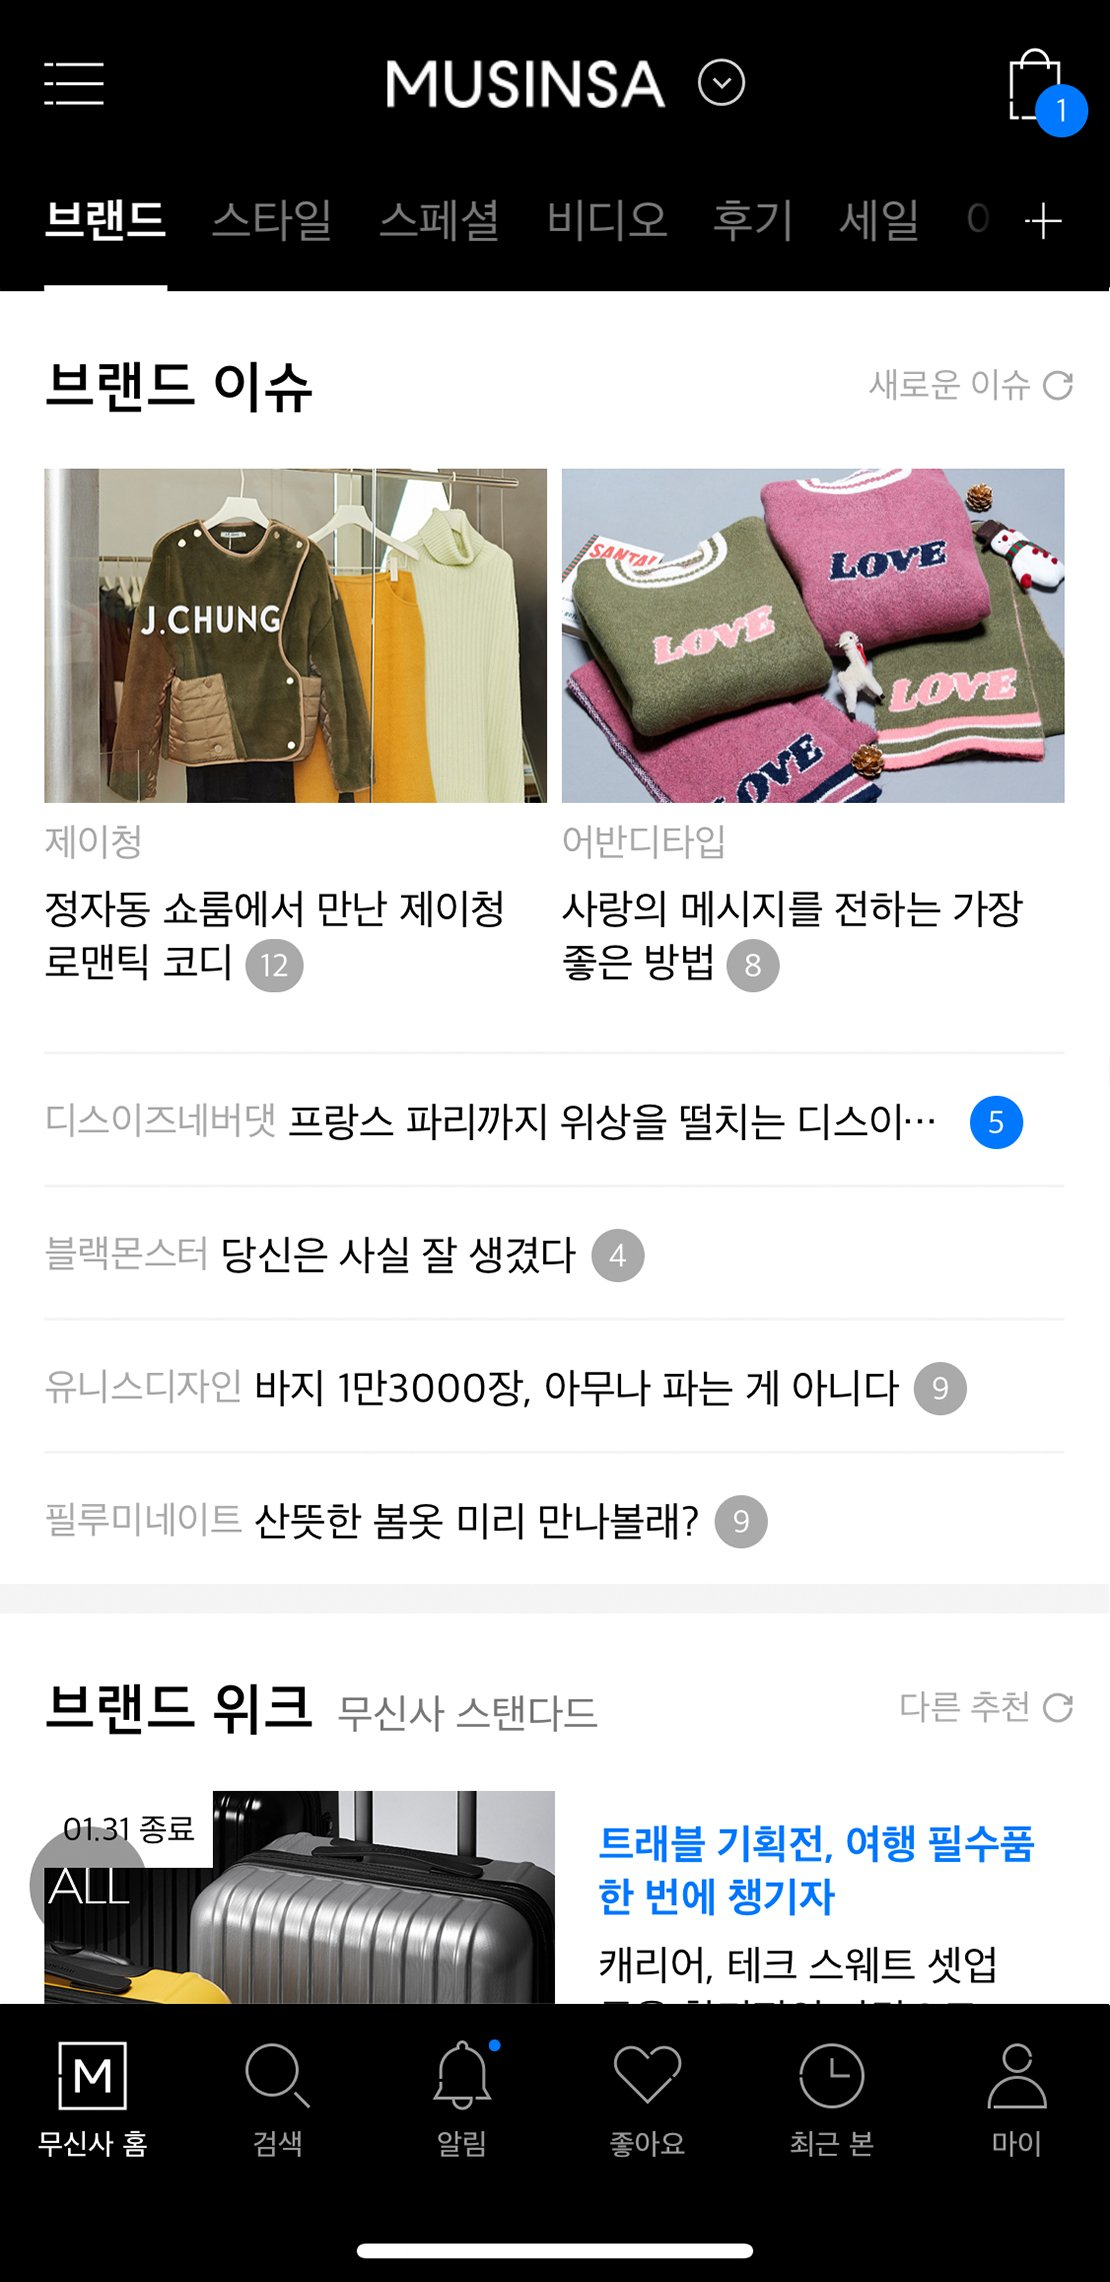 MUSINSA
1
브랜드 스타일 스페셜 비디오 후기 세일
브랜드 이슈
새로운 이슈
J.CHUNG
SANTA
LOVE
LOVE
LOVE
LOVE
제이청
정자동 쇼룸에서 만난 제이청
로맨틱 코디 12
어반디타입
사랑의 메시지를 전하는 가장
좋은 방법 8
디스이즈네버댓 프랑스 파리까지 위상을 떨치는 디스이… 5
블랙몬스터 당신은 사실 잘 생겼다 4
유니스디자인 바지 1만3000장, 아무나 파는 게 아니다 9
필루미네이트 산뜻한 봄옷 미리 만나볼래? 9
브랜드 위크 무신사 스탠다드
다른 추천
01.31 종료
ALL
트래블 기획전, 여행 필수품
한 번에 챙기자
캐리어, 테크 스웨트 셋업
M
무신사 홈
검색
알림
좋아요
최근 본
마이